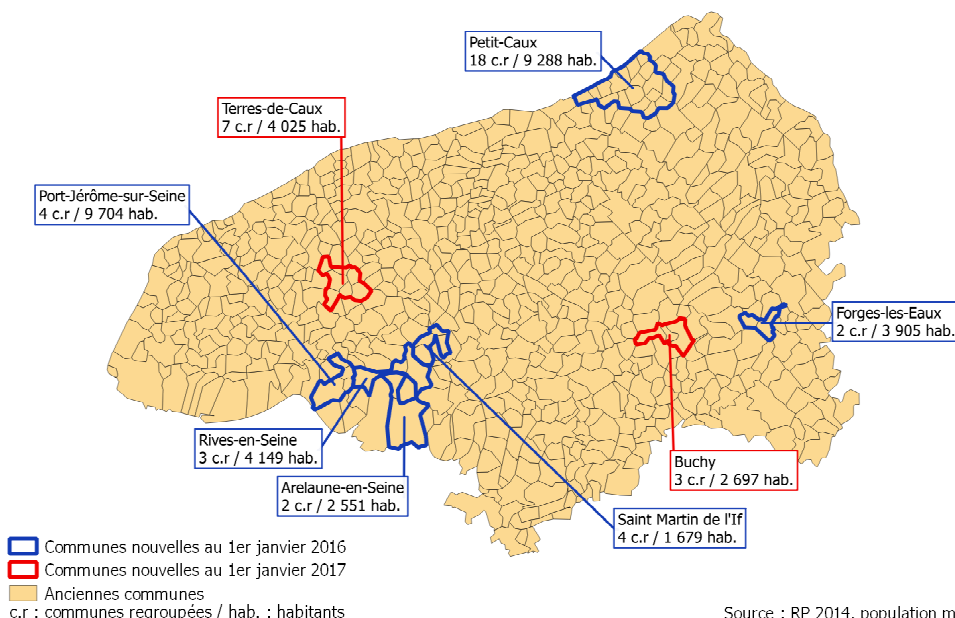 Petit-Caux
18 c.r / 9 288 hab.
Terres-de-Caux
7 c.r / 4 025 hab.
Port-Jérôme-sur-Seine
4 c.r / 9 704 hab.
Forges-les-Eaux
2 c.r / 3 905 hab.
Rives-en-Seine
3 c.r / 4 149 hab.
Buchy
3 c.r / 2 697 hab.
Arelaune-en-Seine
2 c.r / 2 551 hab.
Saint Martin de l'If
4 c.r / 1 679 hab.
Communes nouvelles au 1er janvier 2016
Communes nouvelles au 1er janvier 2017
Anciennes communes
c.r : communes regroupées / hab. : habitants
Source : RP 2014, population m